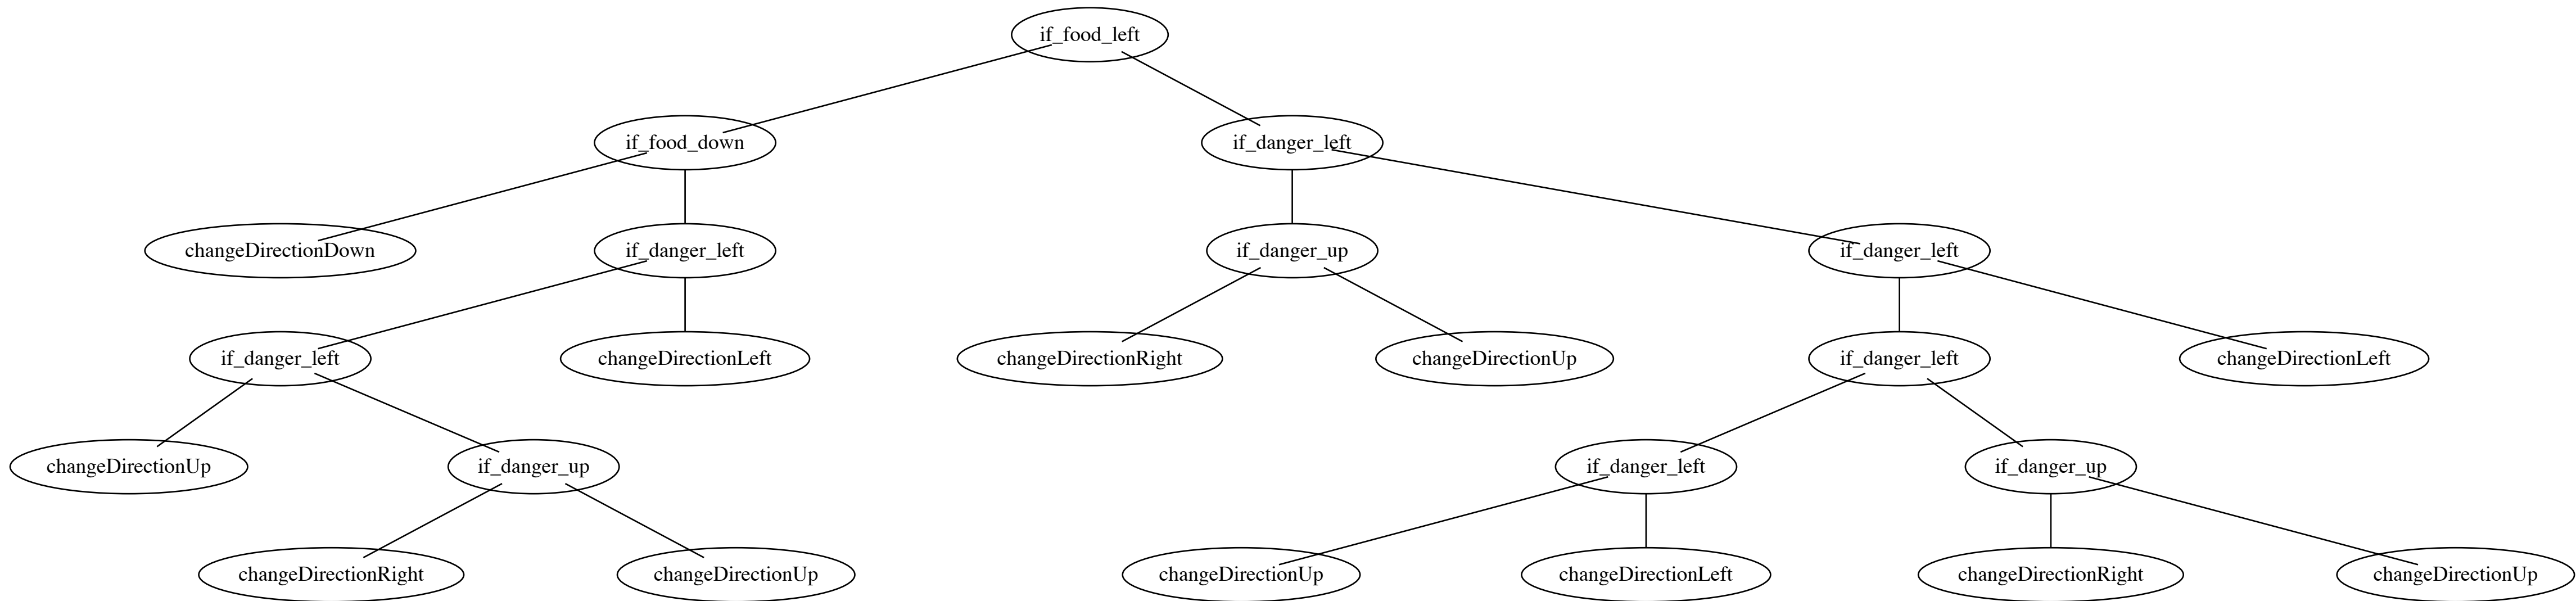 if_food_left
if_food_down
if_danger_left
changeDirectionDown
if_danger_left
if_danger_up
if_danger_left
if_danger_left
changeDirectionLeft
changeDirectionRight
changeDirectionUp
if_danger_left
changeDirectionLeft
changeDirectionUp
if_danger_up
if_danger_left
if_danger_up
changeDirectionRight
changeDirectionUp
changeDirectionUp
changeDirectionLeft
changeDirectionRight
changeDirectionUp